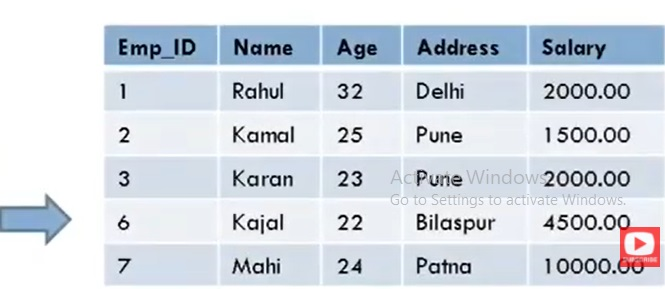 Emp_ID Name Age Address Salary
1 Rahul 32 Delhi 2000.00
2 Kamal 25 Pune 1500.00
3 Karan 23 Pune 2000.00
Activate Windows
Go to Settings to activate Windows.
6 Kajal 22 Bilaspur 4500.00
7 Mahi 24 Patna 10000.00
SUBSCRIBE